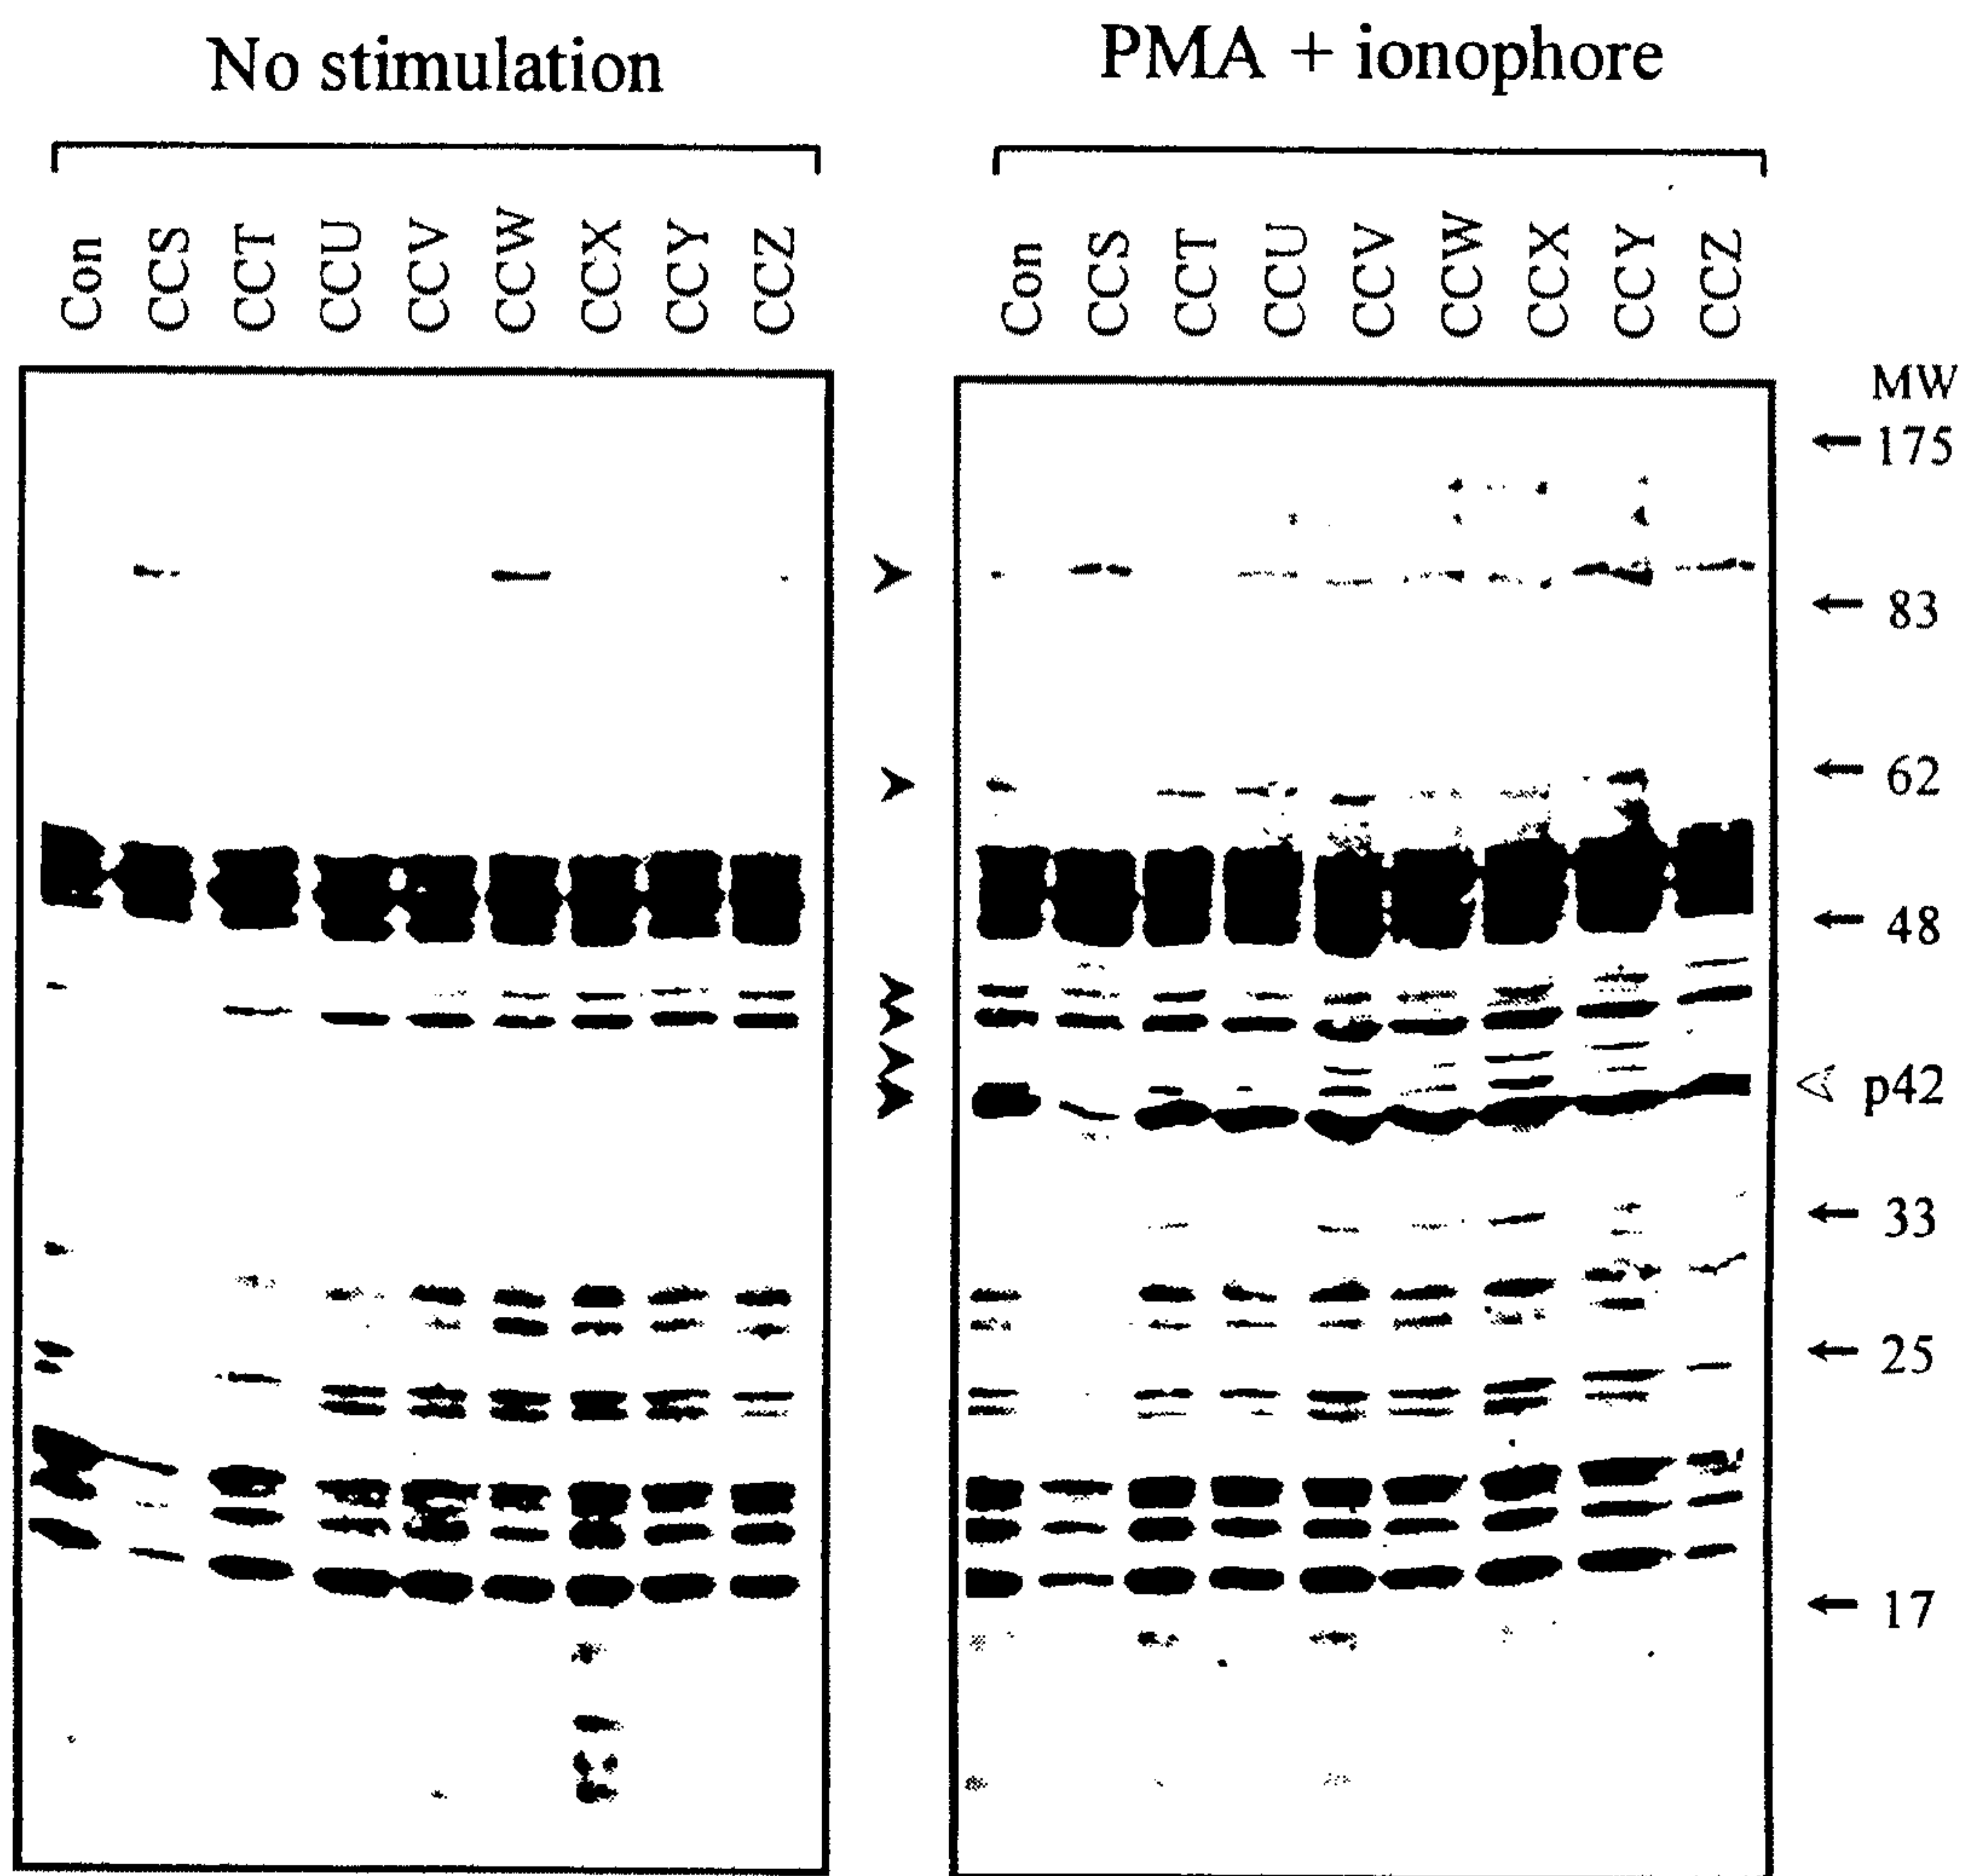 No stimulation
PMA + ionophore
Con CCS CCT CCU CCV CCW CCX CCY CCZ
Con CCS CCT CCU CCV CCW CCX CCY CCZ
MW
175
83
62
48
p42
33
25
17